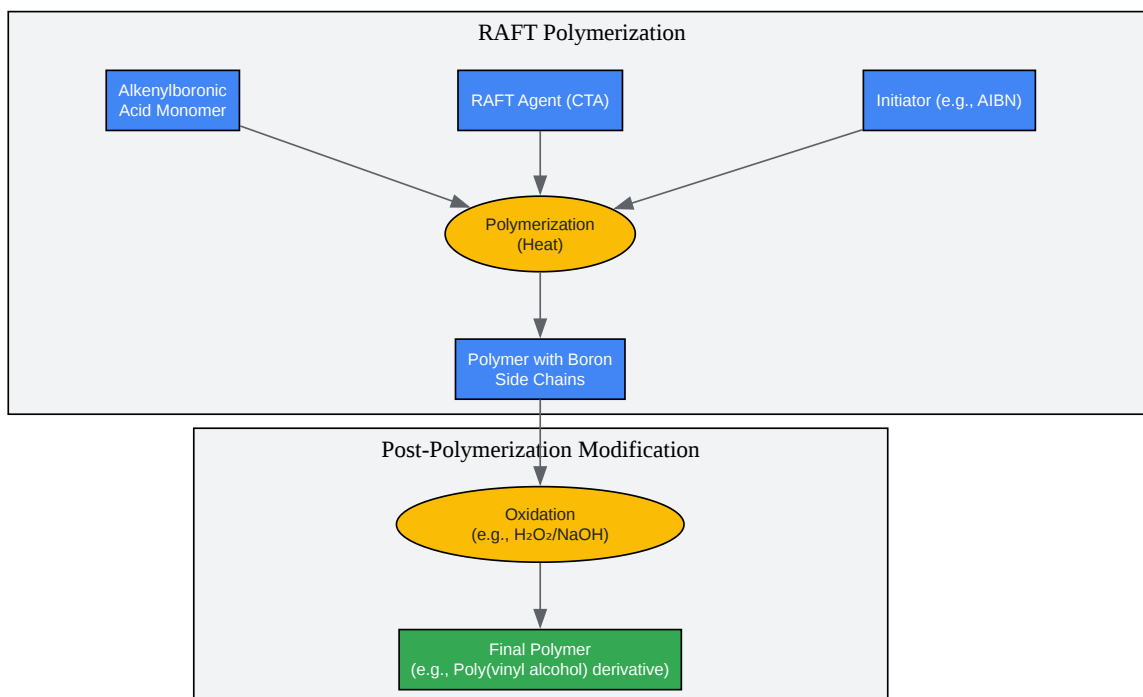 RAFT Polymerization
Alkenylboronic
Acid Monomer
RAFT Agent (CTA)
Initiator (e.g., AIBN)
Polymerization
(Heat)
Polymer with Boron
Side Chains
Post-Polymerization Modification
Oxidation
(e.g., H₂O₂/NaOH)
Final Polymer
(e.g., Poly(vinyl alcohol) derivative)